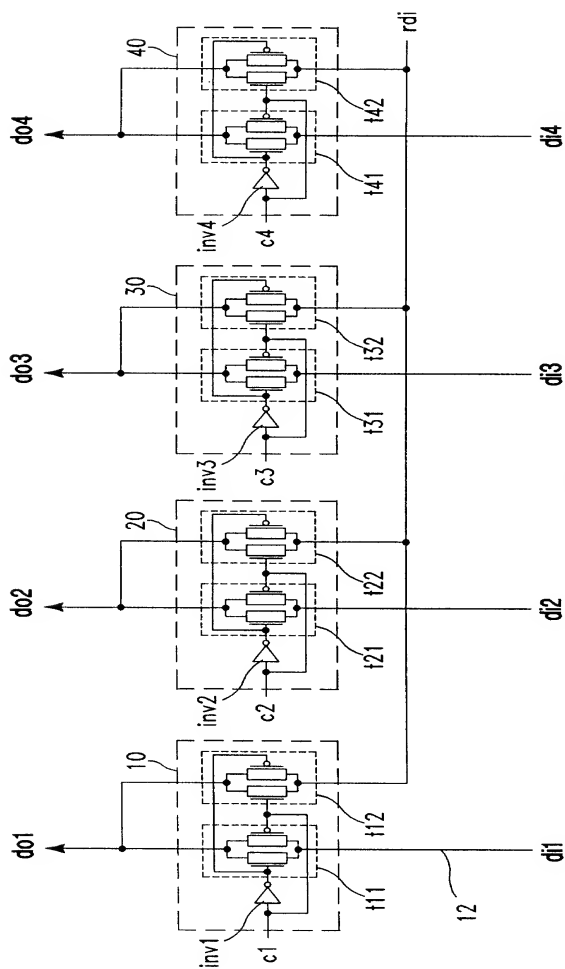 do1
do2
do3
do4
10
20
30
40
inv1
inv2
inv3
inv4
c1
c2
c3
c4
t11
t12
t21
t22
t31
t32
t41
t42
rdi
12
di1
di2
di3
di4